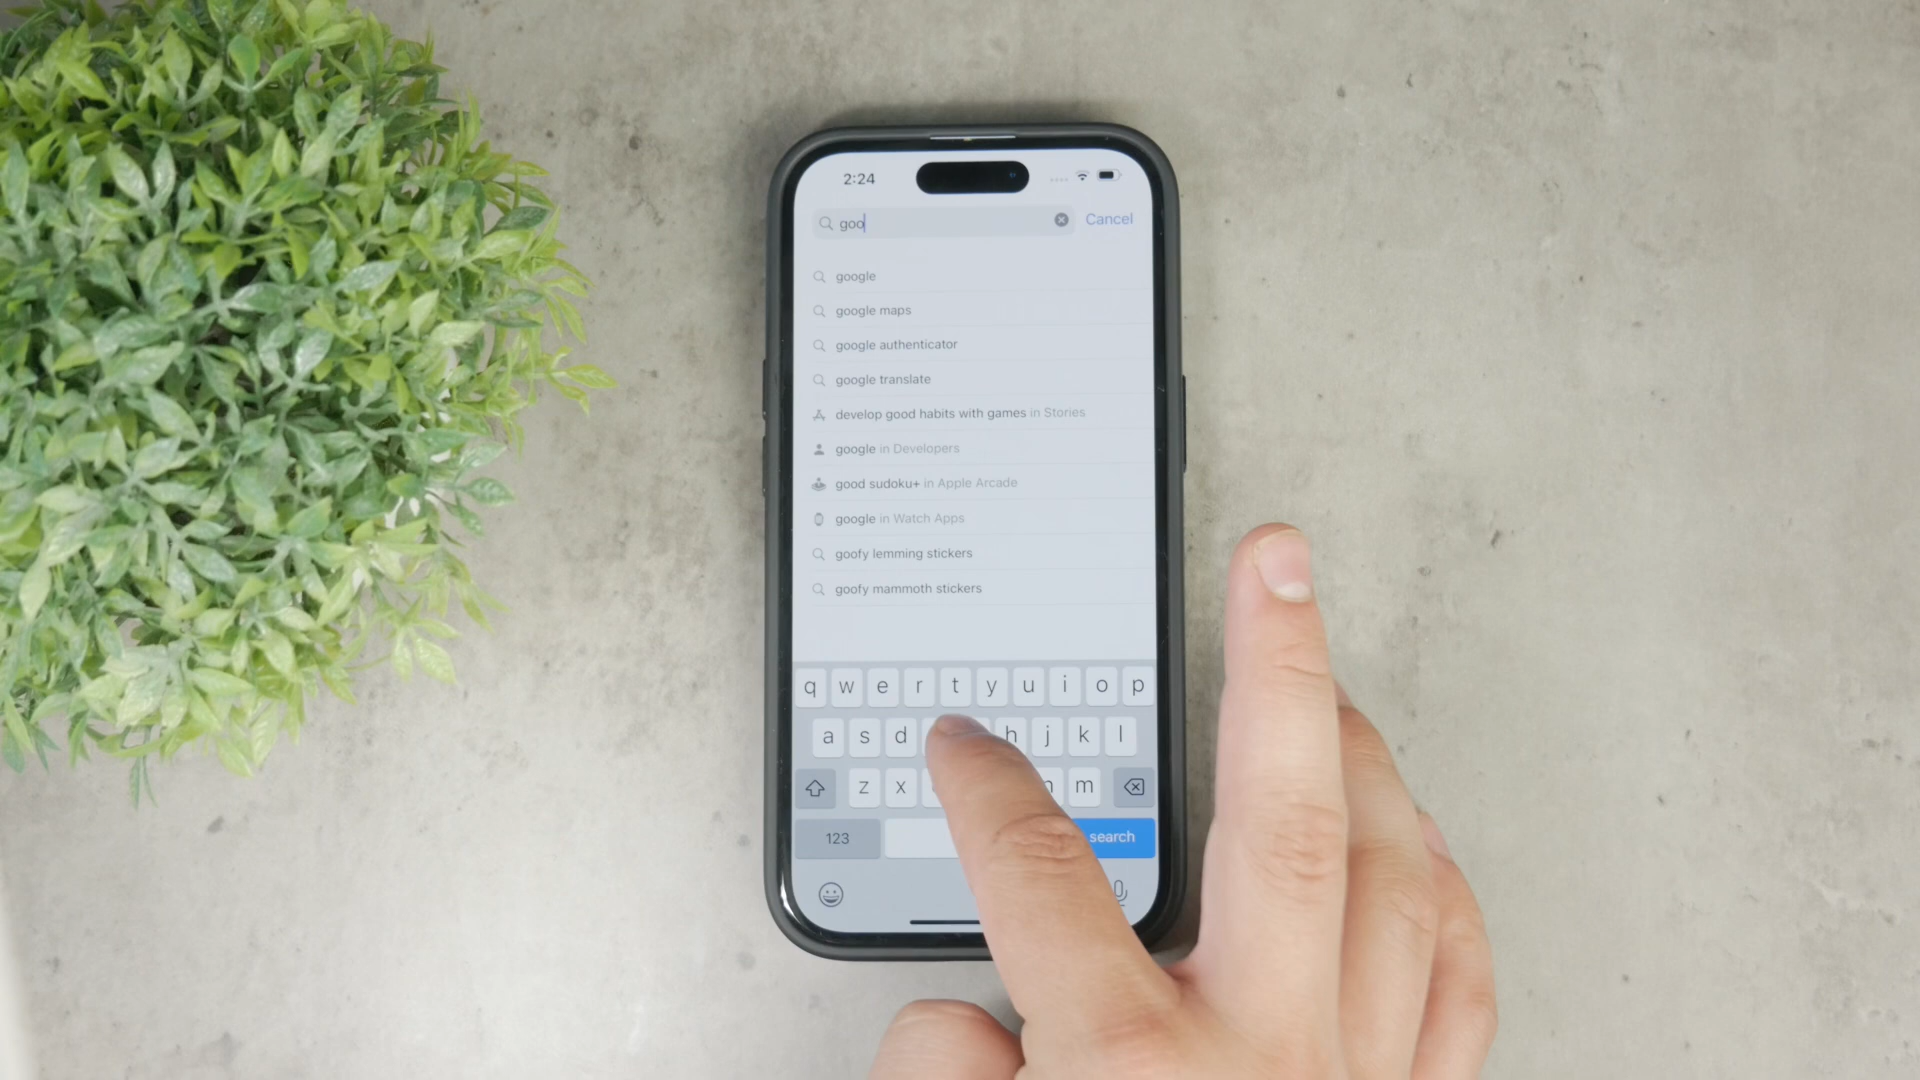 2:24
goo Cancel
google
google maps
google authenticator
google translate
develop good habits with games in Stories
google in Developers
good sudoku+ in Apple Arcade
google in Watch Apps
goofy lemming stickers
goofy mammoth stickers
q w e r t y u i o p
a s d h j k l
z x m
123 search